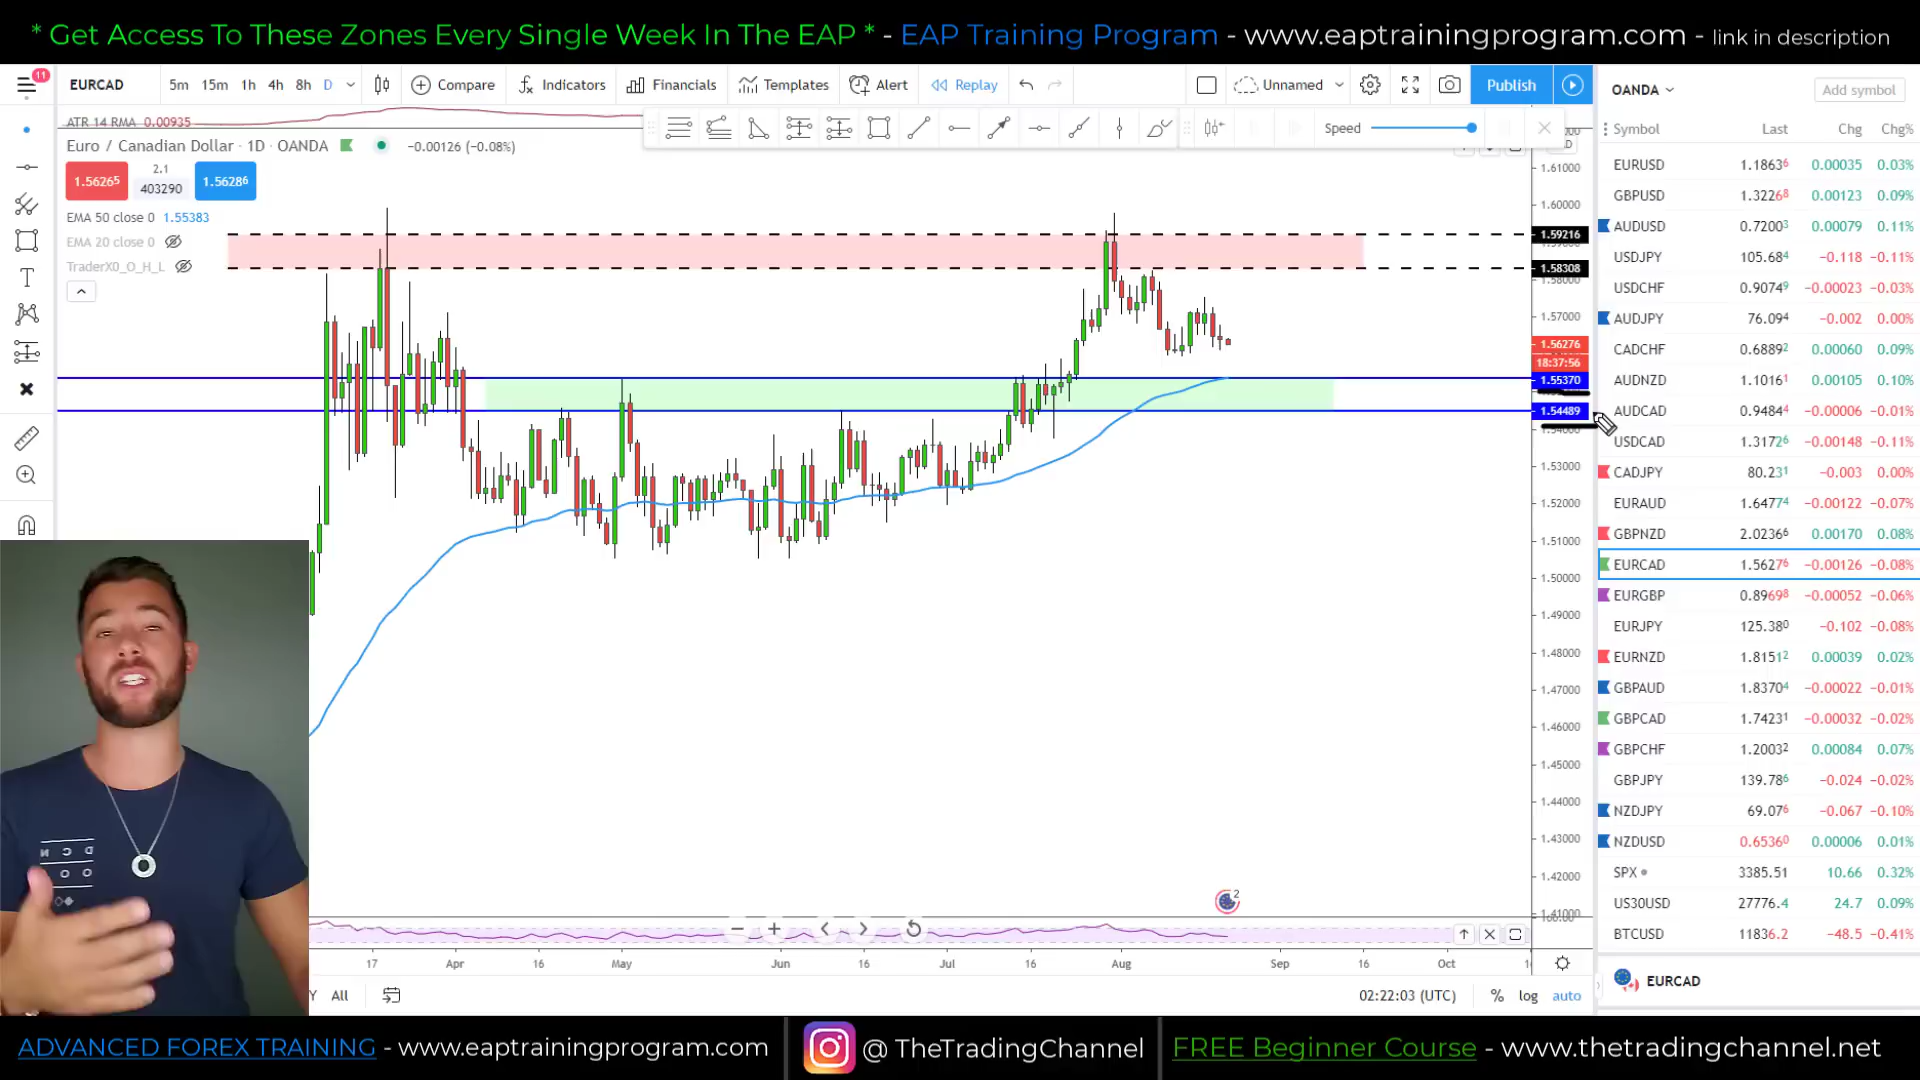 * Get Access To These Zones Every Single Week In The EAP * - EAP Training Program - www.eaptrainingprogram.com - link in description
11
EURCAD 5m 15m 1h 4h 8h D Compare Indicators Financials Templates Alert Replay Unnamed Publish
ATR 14 RMA 0.00935
Speed
Euro / Canadian Dollar · 1D · OANDA −0.00126 (−0.08%)
1.56265 2.1 403290 1.56286
EMA 50 close 0 1.55383
EMA 20 close 0
TraderX0_O_H_L
1.61000
1.60000
1.59216
1.58308
1.58000
1.57000
1.56276
18:37:56
1.55370
1.54489
1.54000
1.53000
1.52000
1.51000
1.50000
1.49000
1.48000
1.47000
1.46000
1.45000
1.44000
1.43000
1.42000
1.41000
100.00
2
17 Apr 16 May Jun 16 Jul 16 Aug Sep 16 Oct
Y All
02:22:03 (UTC) % log auto
OANDA Add symbol
Symbol Last Chg Chg%
EURUSD 1.18636 0.00035 0.03%
GBPUSD 1.32268 0.00123 0.09%
AUDUSD 0.72003 0.00079 0.11%
USDJPY 105.684 −0.118 −0.11%
USDCHF 0.90749 −0.00023 −0.03%
AUDJPY 76.094 −0.002 0.00%
CADCHF 0.68892 0.00060 0.09%
AUDNZD 1.10161 0.00105 0.10%
AUDCAD 0.94844 −0.00006 −0.01%
USDCAD 1.31726 −0.00148 −0.11%
CADJPY 80.231 −0.003 0.00%
EURAUD 1.64774 −0.00122 −0.07%
GBPNZD 2.02366 0.00170 0.08%
EURCAD 1.56276 −0.00126 −0.08%
EURGBP 0.89698 −0.00052 −0.06%
EURJPY 125.380 −0.102 −0.08%
EURNZD 1.81512 0.00039 0.02%
GBPAUD 1.83704 −0.00022 −0.01%
GBPCAD 1.74231 −0.00032 −0.02%
GBPCHF 1.20032 0.00084 0.07%
GBPJPY 139.786 −0.024 −0.02%
NZDJPY 69.076 −0.067 −0.10%
NZDUSD 0.65360 0.00006 0.01%
SPX 3385.51 10.66 0.32%
US30USD 27776.4 24.7 0.09%
BTCUSD 11836.2 −48.5 −0.41%
EURCAD
ADVANCED FOREX TRAINING - www.eaptrainingprogram.com
@ TheTradingChannel
FREE Beginner Course - www.thetradingchannel.net